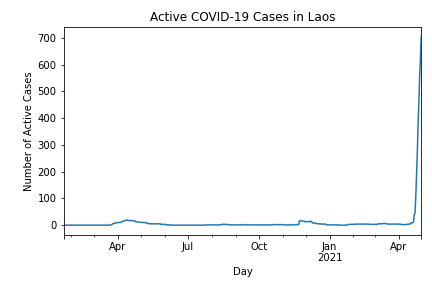 Active COVID-19 Cases in Laos
Number of Active Cases
700
600
500
400
300
200
100
0
Apr
Jul
Oct
Jan
2021
Apr
Day